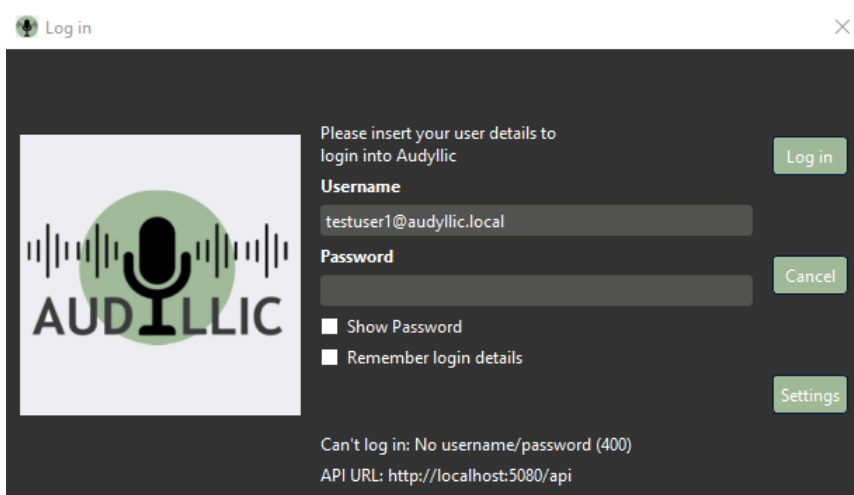 Log in
Please insert your user details to
login into Audyllic
Username
testuser1@audyllic.local
Password
Show Password
Remember login details
Can't log in: No username/password (400)
API URL: http://localhost:5080/api
AUDYLLIC
Log in
Cancel
Settings